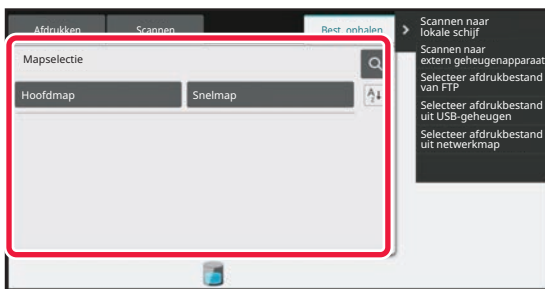 Afdrukken
Scannen
Best. ophalen
Mapselectie
Hoofdmap
Snelmap
Scannen naar
lokale schijf
Scannen naar
extern geheugenapparaat
Selecteer afdrukbestand
van FTP
Selecteer afdrukbestand
uit USB-geheugen
Selecteer afdrukbestand
uit netwerkmap